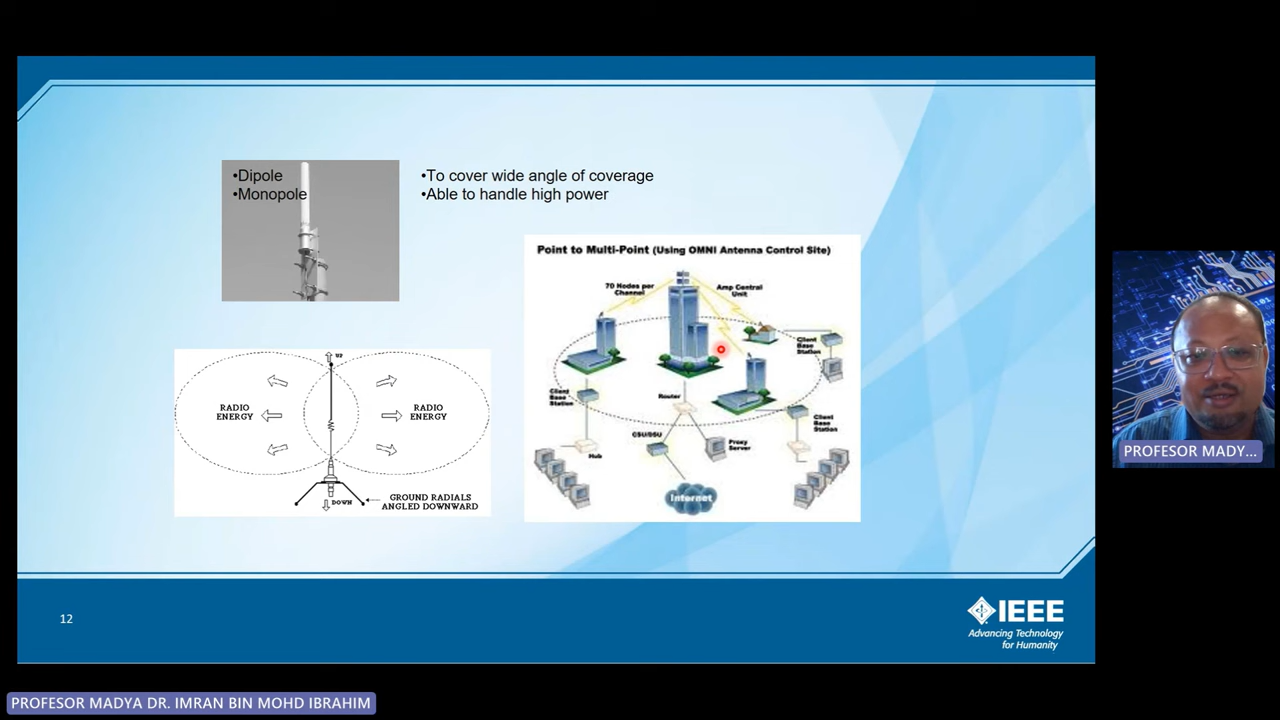 •Dipole
•Monopole
•To cover wide angle of coverage
•Able to handle high power
Point to Multi-Point (Using OMNI Antenna Control Site)
70 Nodes per
Channel
Amp Central
Unit
Client
Base
Station
Client
Base
Station
Router
CSU/DSU
Proxy
Server
Client
Base
Station
Hub
Internet
UP
RADIO
ENERGY
RADIO
ENERGY
DOWN
GROUND RADIALS
ANGLED DOWNWARD
12
IEEE
Advancing Technology
for Humanity
PROFESOR MADY...
PROFESOR MADYA DR. IMRAN BIN MOHD IBRAHIM